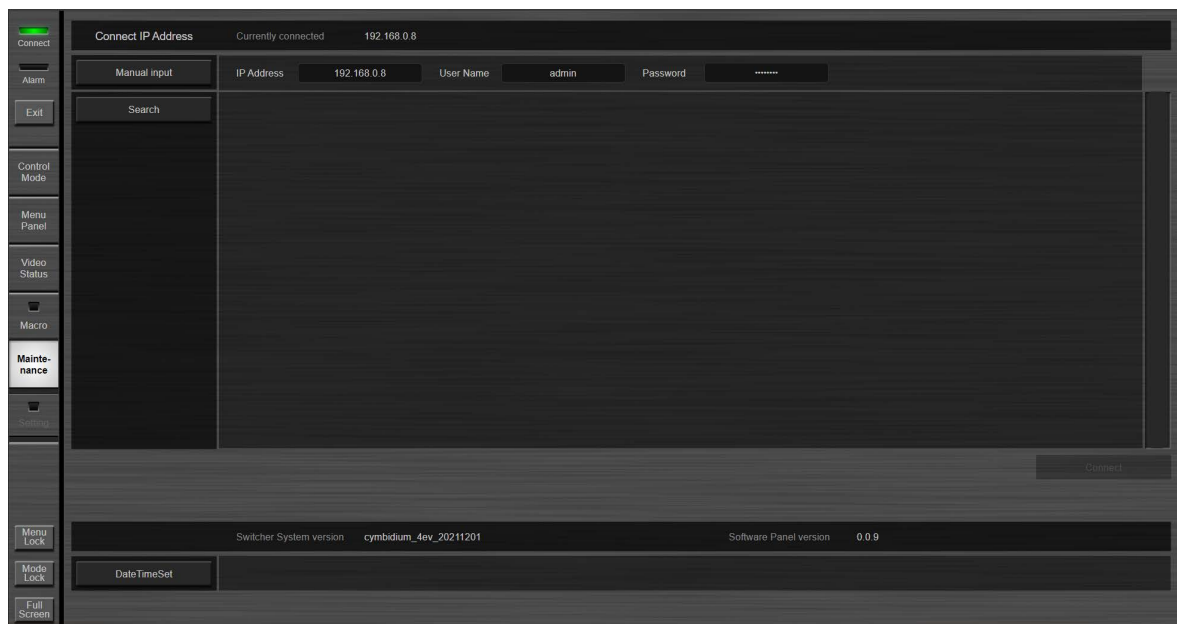 Connect
Alarm
Exit
Control
Mode
Menu
Panel
Video
Status
Macro
Mainte-
nance
Setting
Menu
Lock
Mode
Lock
Full
Screen
Connect IP Address Currently connected 192.168.0.8
Manual input IP Address 192.168.0.8 User Name admin Password ••••••••
Search
Connect
Switcher System version cymbidium_4ev_20211201 Software Panel version 0.0.9
DateTimeSet